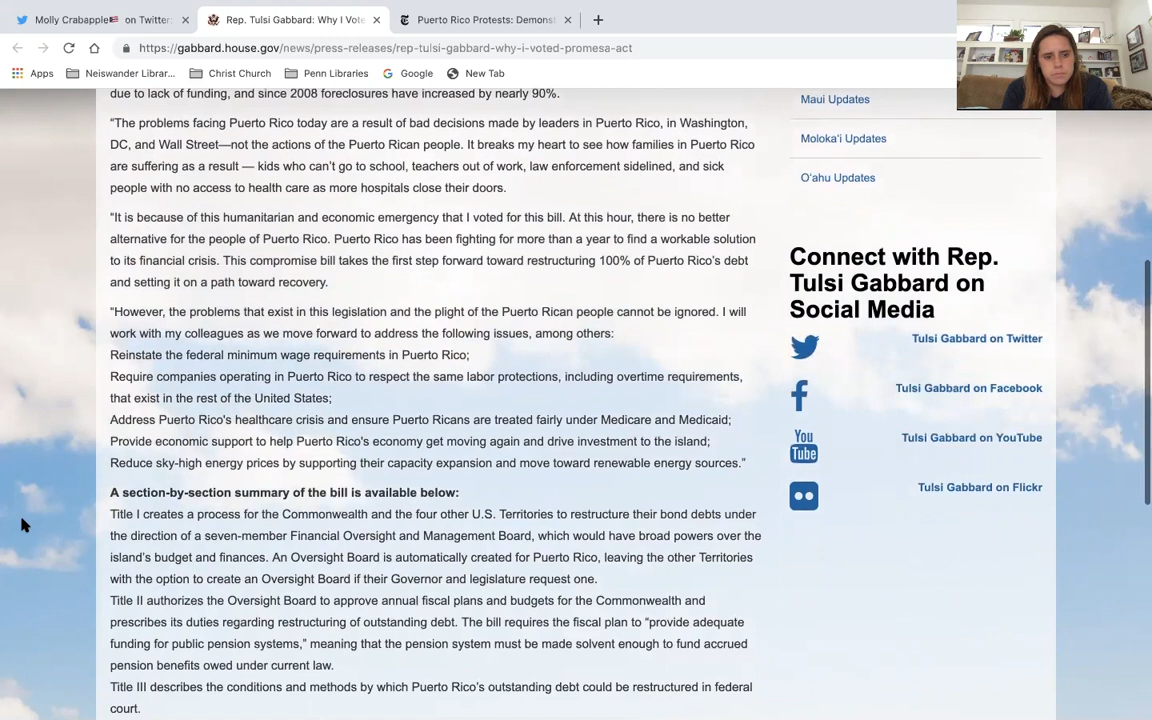 Molly Crabapple🇺🇸 on Twitter:
Rep. Tulsi Gabbard: Why I Vote
Puerto Rico Protests: Demonst
https://gabbard.house.gov/news/press-releases/rep-tulsi-gabbard-why-i-voted-promesa-act
Apps
Neiswander Librar...
Christ Church
Penn Libraries
Google
New Tab
due to lack of funding, and since 2008 foreclosures have increased by nearly 90%.
“The problems facing Puerto Rico today are a result of bad decisions made by leaders in Puerto Rico, in Washington,
DC, and Wall Street—not the actions of the Puerto Rican people. It breaks my heart to see how families in Puerto Rico
are suffering as a result — kids who can’t go to school, teachers out of work, law enforcement sidelined, and sick
people with no access to health care as more hospitals close their doors.
“It is because of this humanitarian and economic emergency that I voted for this bill. At this hour, there is no better
alternative for the people of Puerto Rico. Puerto Rico has been fighting for more than a year to find a workable solution
to its financial crisis. This compromise bill takes the first step forward toward restructuring 100% of Puerto Rico’s debt
and setting it on a path toward recovery.
“However, the problems that exist in this legislation and the plight of the Puerto Rican people cannot be ignored. I will
work with my colleagues as we move forward to address the following issues, among others:
Reinstate the federal minimum wage requirements in Puerto Rico;
Require companies operating in Puerto Rico to respect the same labor protections, including overtime requirements,
that exist in the rest of the United States;
Address Puerto Rico's healthcare crisis and ensure Puerto Ricans are treated fairly under Medicare and Medicaid;
Provide economic support to help Puerto Rico's economy get moving again and drive investment to the island;
Reduce sky-high energy prices by supporting their capacity expansion and move toward renewable energy sources.”
A section-by-section summary of the bill is available below:
Title I creates a process for the Commonwealth and the four other U.S. Territories to restructure their bond debts under
the direction of a seven-member Financial Oversight and Management Board, which would have broad powers over the
island’s budget and finances. An Oversight Board is automatically created for Puerto Rico, leaving the other Territories
with the option to create an Oversight Board if their Governor and legislature request one.
Title II authorizes the Oversight Board to approve annual fiscal plans and budgets for the Commonwealth and
prescribes its duties regarding restructuring of outstanding debt. The bill requires the fiscal plan to “provide adequate
funding for public pension systems,” meaning that the pension system must be made solvent enough to fund accrued
pension benefits owed under current law.
Title III describes the conditions and methods by which Puerto Rico’s outstanding debt could be restructured in federal
court.
Maui Updates
Moloka‘i Updates
O‘ahu Updates
Connect with Rep.
Tulsi Gabbard on
Social Media
Tulsi Gabbard on Twitter
Tulsi Gabbard on Facebook
You
Tube
Tulsi Gabbard on YouTube
Tulsi Gabbard on Flickr